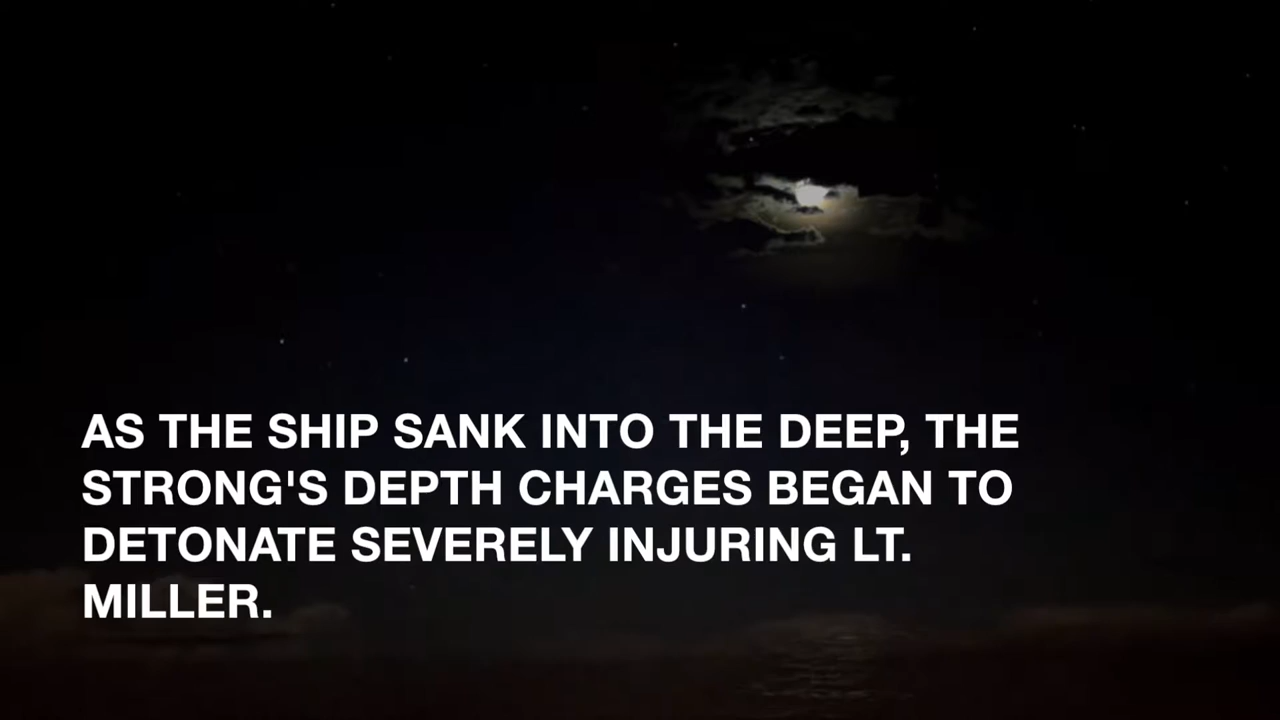 AS THE SHIP SANK INTO THE DEEP, THE
STRONG'S DEPTH CHARGES BEGAN TO
DETONATE SEVERELY INJURING LT.
MILLER.